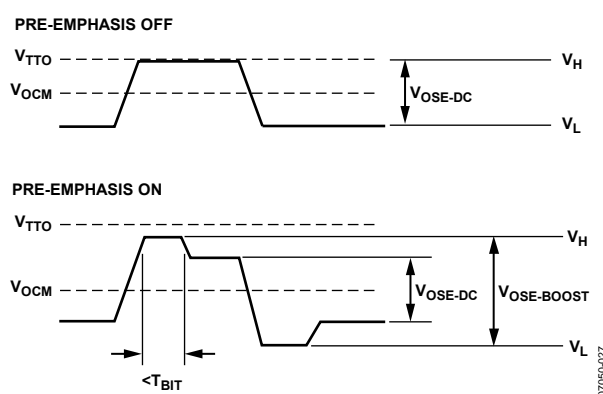 PRE-EMPHASIS OFF
VTTO
VH
VOCM
VOSE-DC
VL
PRE-EMPHASIS ON
VTTO
VH
VOCM
VOSE-DC
VOSE-BOOST
VL
<TBIT
07050-027